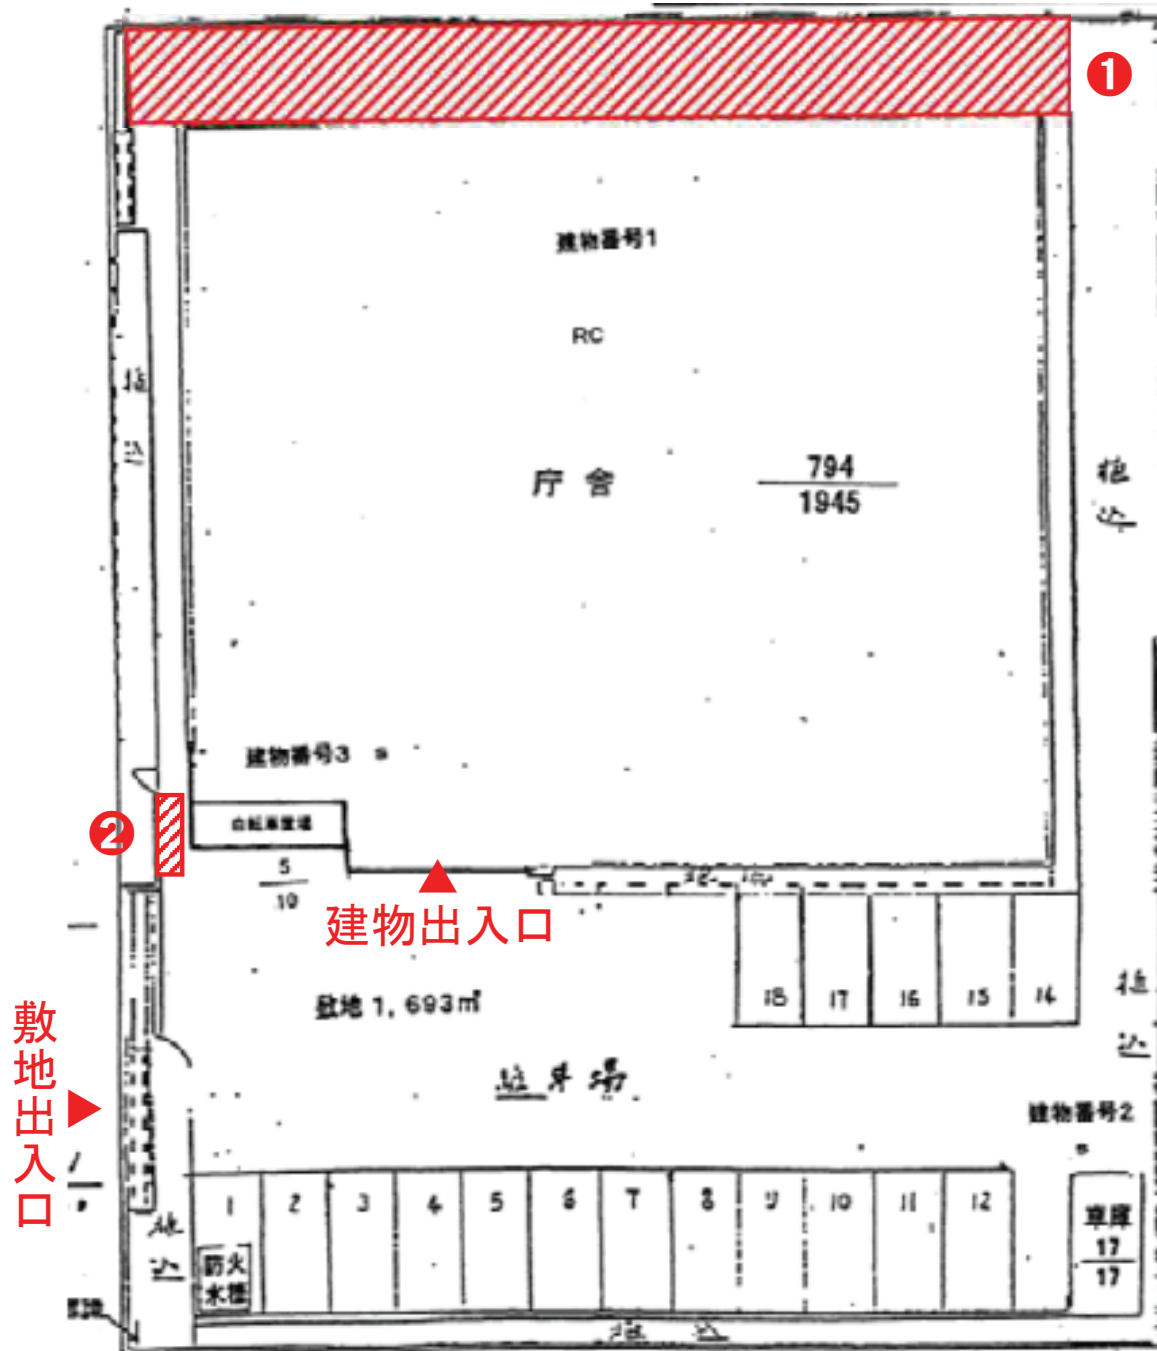 ❶
建物番号1
RC
植
込
庁舎
794
1945
植
込
建物番号3 s
❷
自転車置場
5
10
建物出入口
植込
敷地 1,693㎡
18 17 16 15 14
植
込
敷地出入口
駐車場
建物番号2
s
1 2 3 4 5 6 7 8 9 10 11 12
車庫
17
17
植
込
防火
水槽
植込